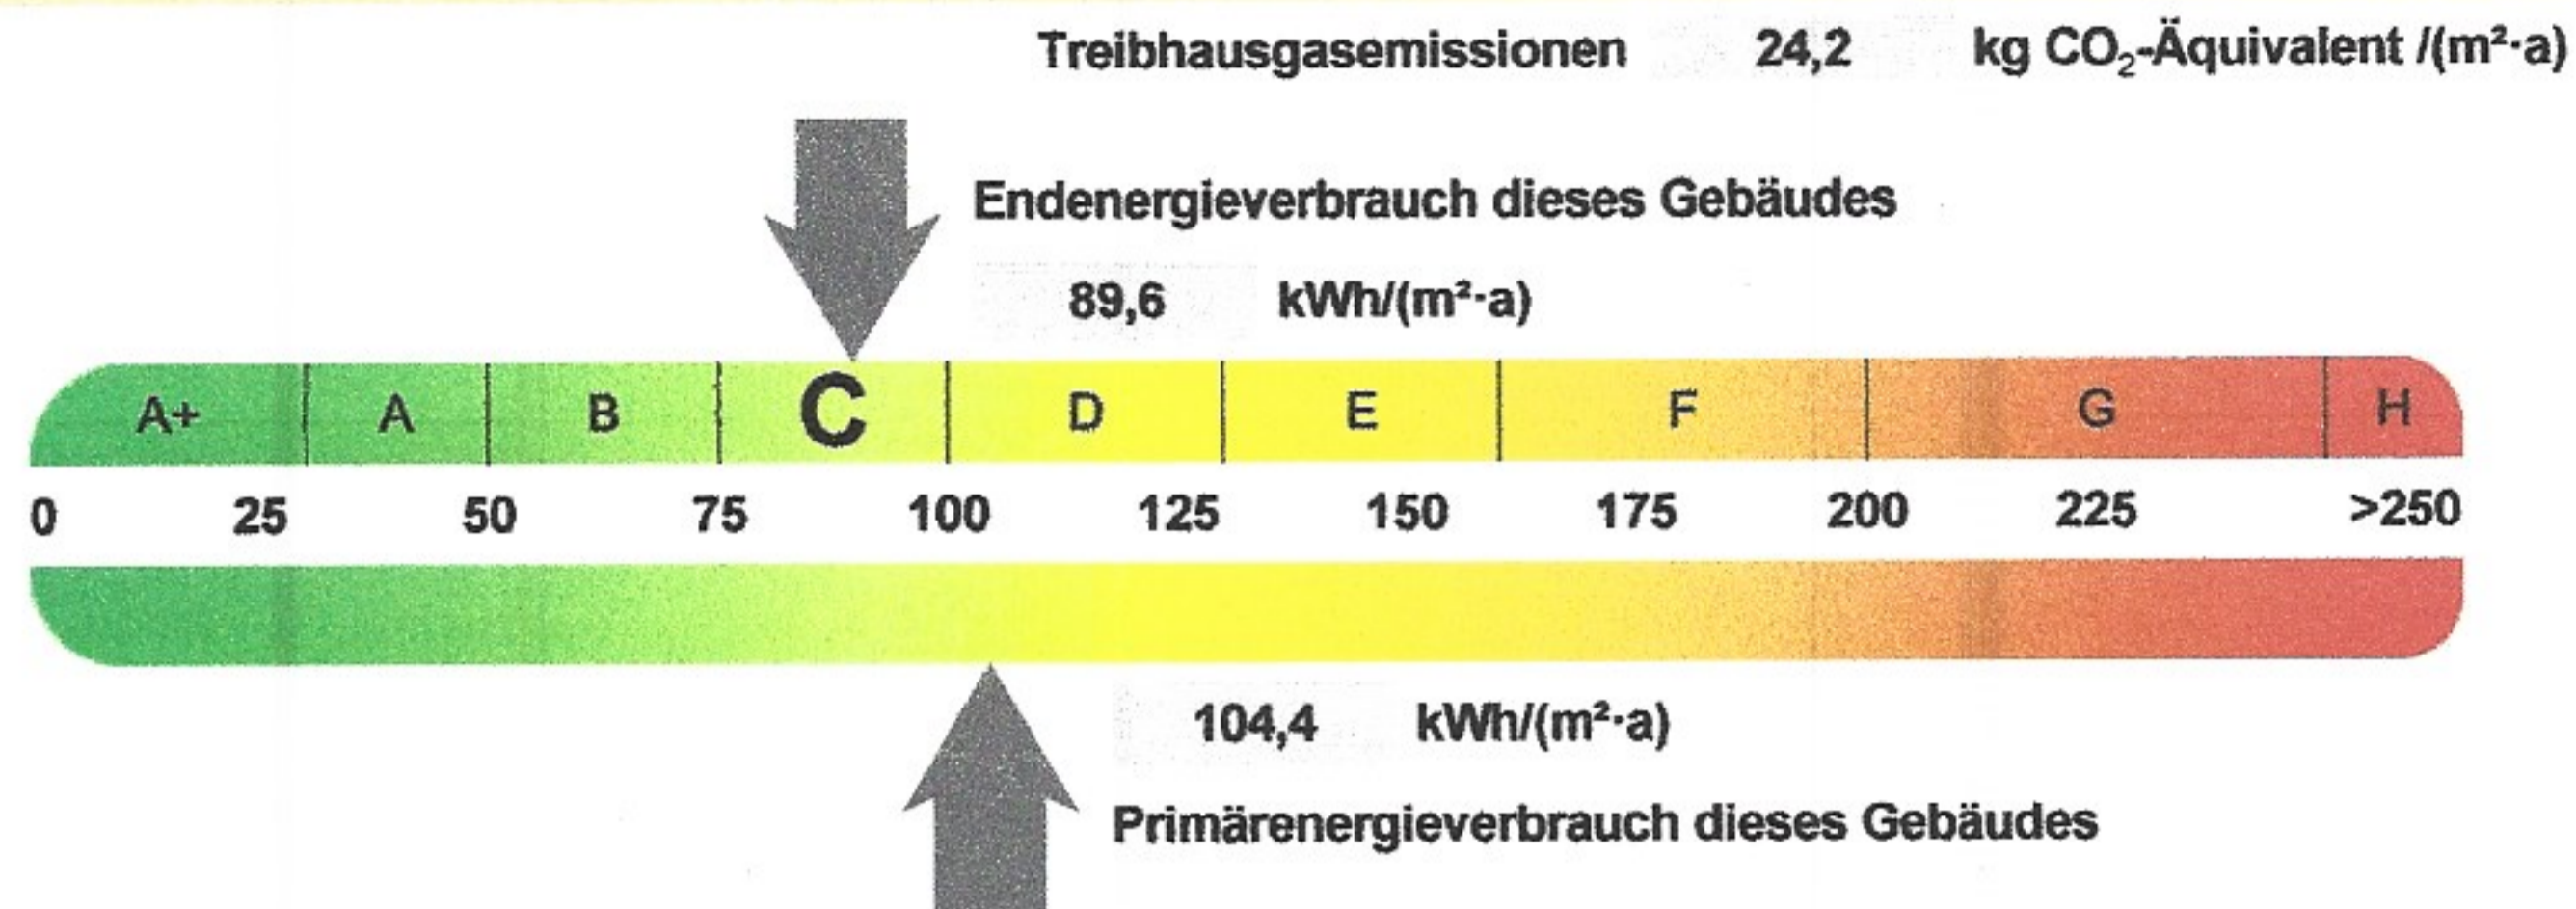 Treibhausgasemissionen 24,2 kg CO₂-Äquivalent /(m²·a)
Endenergieverbrauch dieses Gebäudes
89,6 kWh/(m²·a)
A+ A B C D E F G H
0 25 50 75 100 125 150 175 200 225 >250
104,4 kWh/(m²·a)
Primärenergieverbrauch dieses Gebäudes